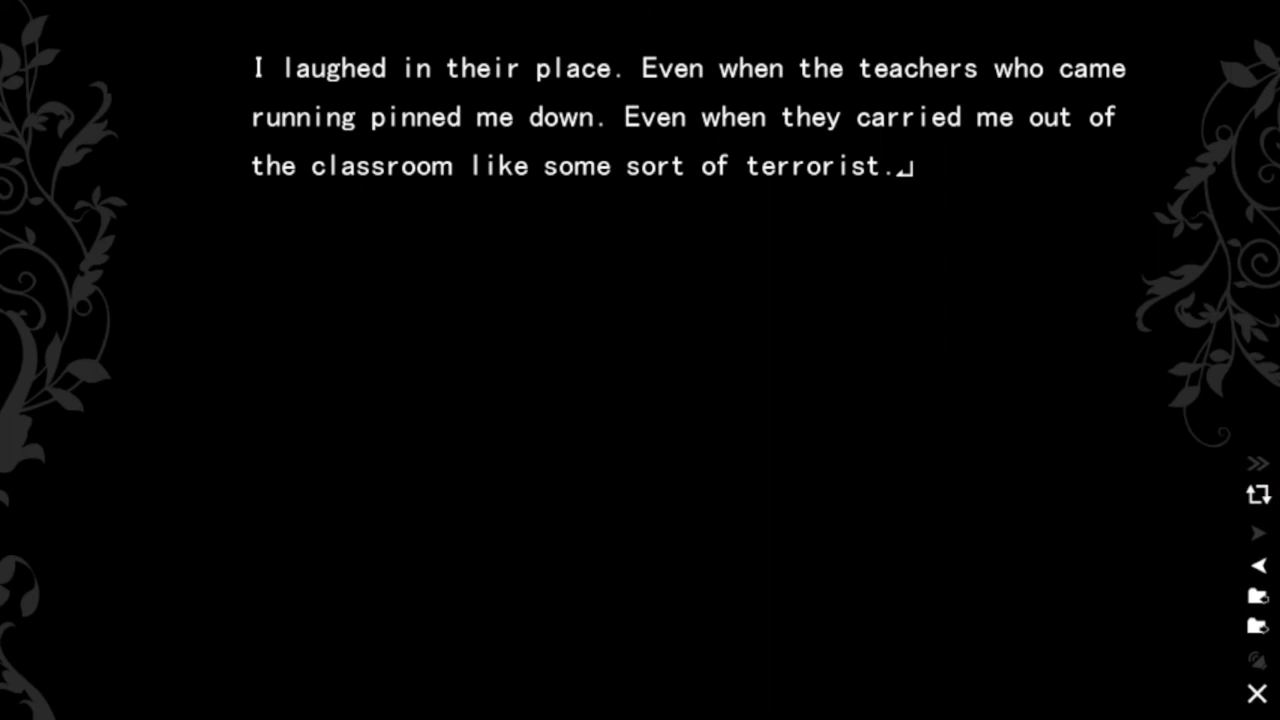 I laughed in their place. Even when the teachers who came
running pinned me down. Even when they carried me out of
the classroom like some sort of terrorist.